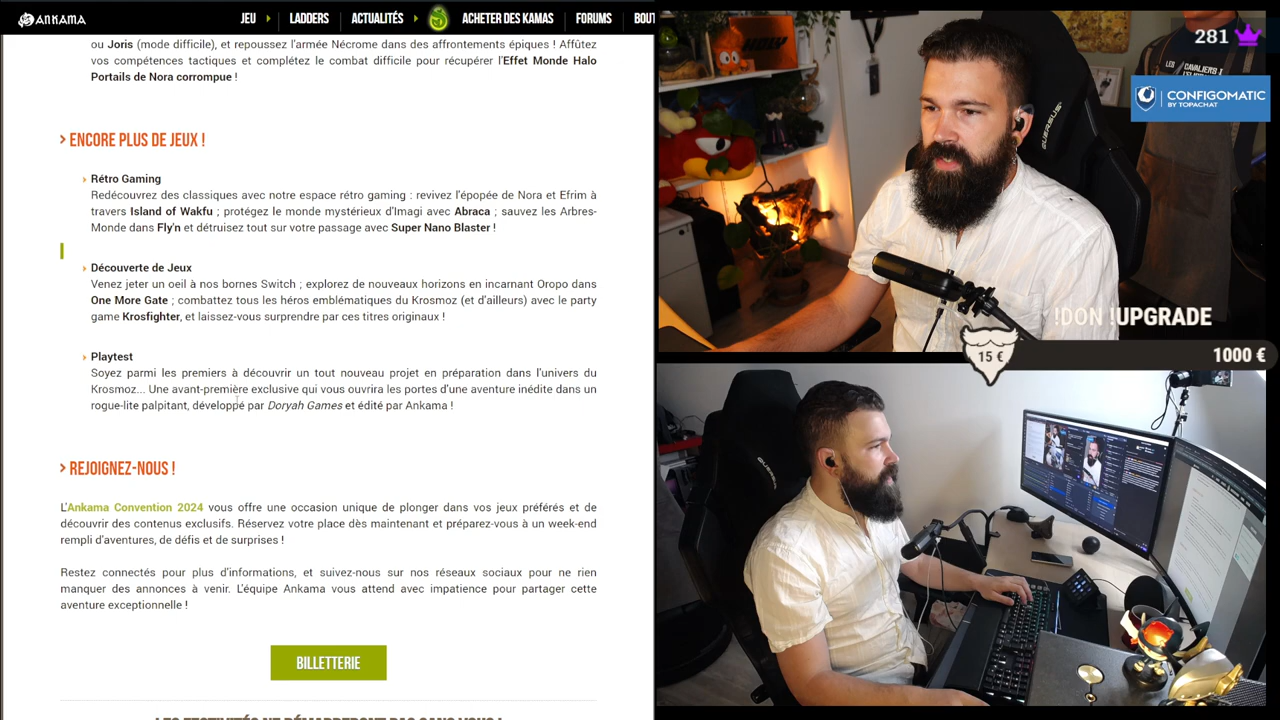 ANKAMA
JEU
LADDERS
ACTUALITÉS
ACHETER DES KAMAS
FORUMS
BOUT
ou Joris (mode difficile), et repoussez l'armée Nécrome dans des affrontements épiques ! Affûtez
vos compétences tactiques et complétez le combat difficile pour récupérer l'Effet Monde Halo
Portails de Nora corrompue !
ENCORE PLUS DE JEUX !
Rétro Gaming
Redécouvrez des classiques avec notre espace rétro gaming : revivez l'épopée de Nora et Efrim à
travers Island of Wakfu ; protégez le monde mystérieux d'Imagi avec Abraca ; sauvez les Arbres-
Monde dans Fly'n et détruisez tout sur votre passage avec Super Nano Blaster !
Découverte de Jeux
Venez jeter un oeil à nos bornes Switch ; explorez de nouveaux horizons en incarnant Oropo dans
One More Gate ; combattez tous les héros emblématiques du Krosmoz (et d'ailleurs) avec le party
game Krosfighter, et laissez-vous surprendre par ces titres originaux !
Playtest
Soyez parmi les premiers à découvrir un tout nouveau projet en préparation dans l'univers du
Krosmoz... Une avant-première exclusive qui vous ouvrira les portes d'une aventure inédite dans un
rogue-lite palpitant, développé par Doryah Games et édité par Ankama !
REJOIGNEZ-NOUS !
L'Ankama Convention 2024 vous offre une occasion unique de plonger dans vos jeux préférés et de
découvrir des contenus exclusifs. Réservez votre place dès maintenant et préparez-vous à un week-end
rempli d'aventures, de défis et de surprises !
Restez connectés pour plus d'informations, et suivez-nous sur nos réseaux sociaux pour ne rien
manquer des annonces à venir. L'équipe Ankama vous attend avec impatience pour partager cette
aventure exceptionnelle !
BILLETTERIE
LES FESTIVITÉS NE DÉMARRERONT PAS SANS VOUS !
281
LES CAVALIERS
CONFIGOMATIC
BY TOPACHAT
QUERSUS
!DON !UPGRADE
15 €
1000 €